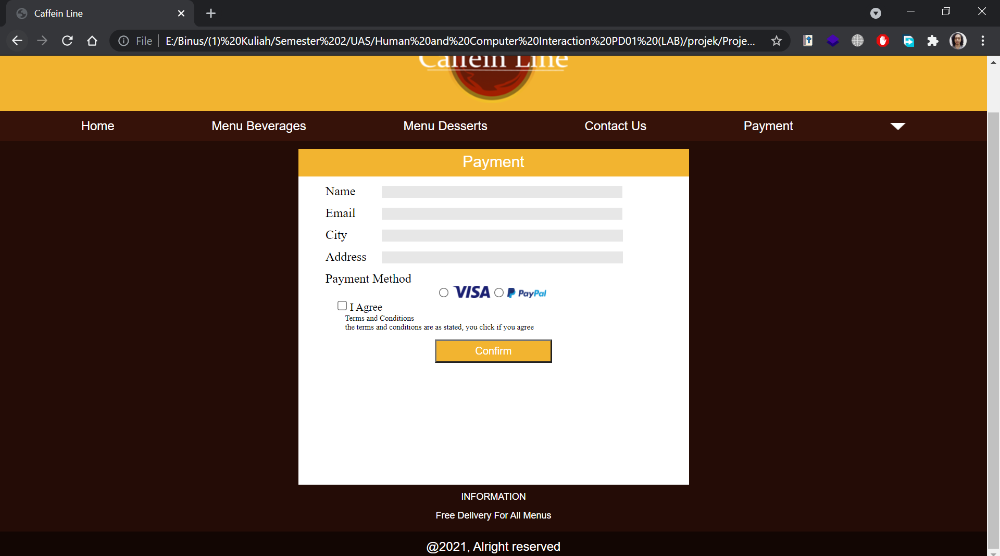 Caffein Line
File
E:/Binus/(1)%20Kuliah/Semester%202/UAS/Human%20and%20Computer%20Interaction%20PD01%20(LAB)/projek/Proje...
Caffein Line
Home
Menu Beverages
Menu Desserts
Contact Us
Payment
Payment
Name
Email
City
Address
Payment Method
VISA
PayPal
I Agree
Terms and Conditions
the terms and conditions are as stated, you click if you agree
Confirm
INFORMATION
Free Delivery For All Menus
@2021, Alright reserved